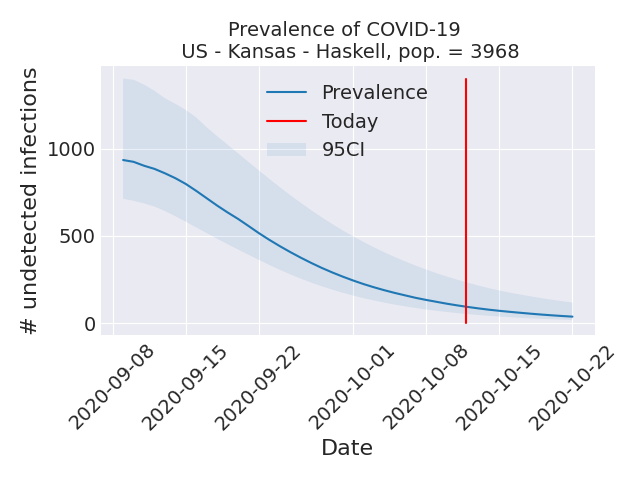 Prevalence of COVID-19
US - Kansas - Haskell, pop. = 3968
# undetected infections
1000
500
0
Prevalence
Today
95CI
2020-09-08
2020-09-15
2020-09-22
2020-10-01
2020-10-08
2020-10-15
2020-10-22
Date